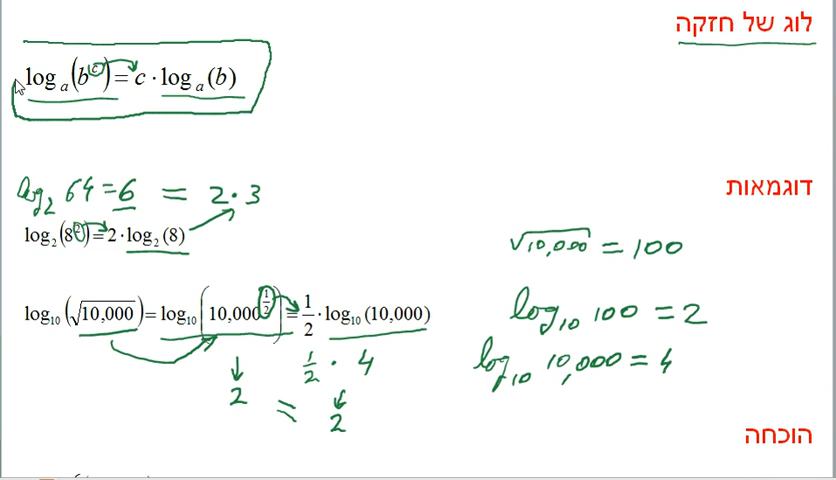 לוג של חזקה
log_a(b^c) = c · log_a(b)
דוגמאות
log_2 64 = 6 = 2 · 3
log_2(8^2) = 2 · log_2(8)
√10,000 = 100
log_10(√10,000) = log_10(10,000^(1/2)) = 1/2 · log_10(10,000)
log_10 100 = 2
1/2 · 4
log_10 10,000 = 4
2 = 2
הוכחה